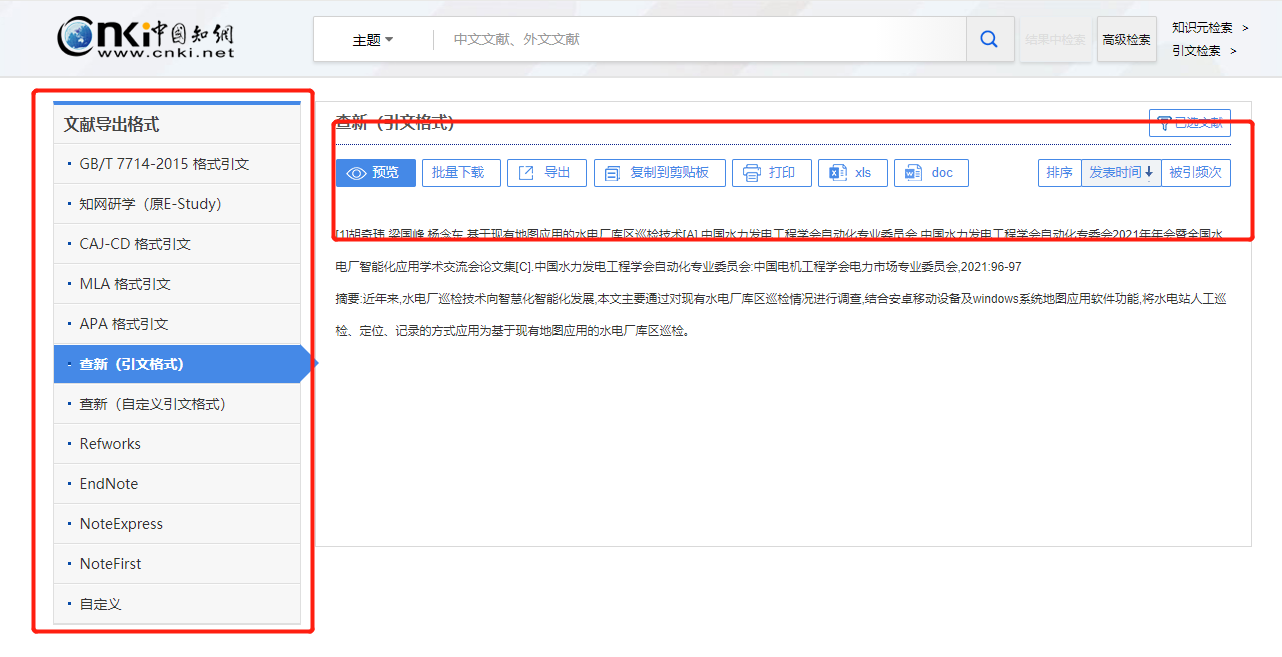 cnki中国知網
www.cnki.net
主题
中文文献、外文文献
结果中检索
高级检索
知识元检索 >
引文检索 >
文献导出格式
· GB/T 7714-2015 格式引文
· 知网研学（原E-Study）
· CAJ-CD 格式引文
· MLA 格式引文
· APA 格式引文
· 查新（引文格式）
· 查新（自定义引文格式）
· Refworks
· EndNote
· NoteExpress
· NoteFirst
· 自定义
查新（引文格式）
已选文献
预览 批量下载 导出 复制到剪贴板 打印 xls doc 排序 发表时间 被引频次
[1]胡奇玮,梁国峰,杨念东.基于现有地图应用的水电厂库区巡检技术[A].中国水力发电工程学会自动化专业委员会.中国水力发电工程学会自动化专委会2021年年会暨全国水
电厂智能化应用学术交流会论文集[C].中国水力发电工程学会自动化专业委员会:中国电机工程学会电力市场专业委员会,2021:96-97
摘要:近年来,水电厂巡检技术向智慧化智能化发展,本文主要通过对现有水电厂库区巡检情况进行调查,结合安卓移动设备及windows系统地图应用软件功能,将水电站人工巡
检、定位、记录的方式应用为基于现有地图应用的水电厂库区巡检。